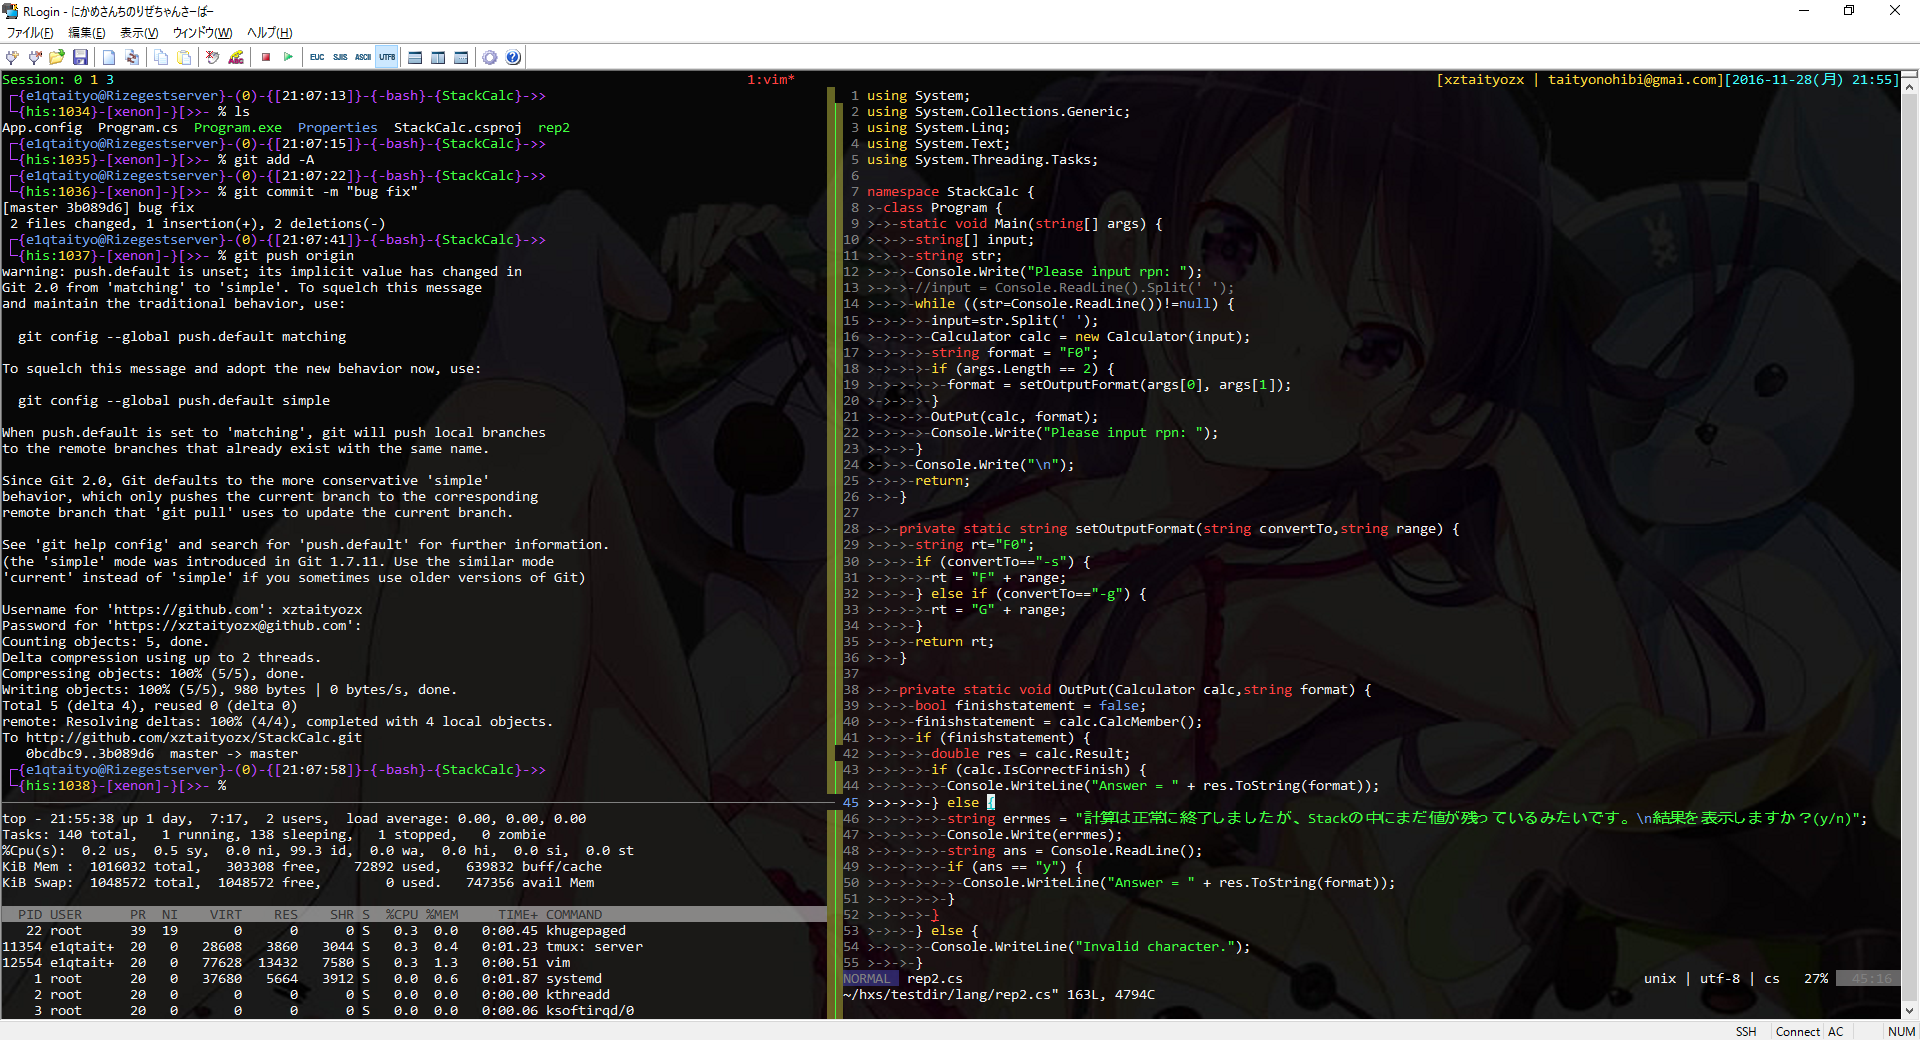 RLogin - にかめさんちのりぜちゃんさーばー
ファイル(F) 編集(E) 表示(V) ウィンドウ(W) ヘルプ(H)
EUC SJIS ASCII UTF8
Session: 0 1 3 1:vim* [xztaityozx | taityonohibi@gmai.com][2016-11-28(月) 21:55]
┌{e1qtaityo@Rizegestserver}-(0)-{[21:07:13]}-{-bash}-{StackCalc}->>
└{his:1034}-[xenon]-}[>>- % ls
App.config  Program.cs  Program.exe  Properties  StackCalc.csproj  rep2
┌{e1qtaityo@Rizegestserver}-(0)-{[21:07:15]}-{-bash}-{StackCalc}->>
└{his:1035}-[xenon]-}[>>- % git add -A
┌{e1qtaityo@Rizegestserver}-(0)-{[21:07:22]}-{-bash}-{StackCalc}->>
└{his:1036}-[xenon]-}[>>- % git commit -m "bug fix"
[master 3b089d6] bug fix
 2 files changed, 1 insertion(+), 2 deletions(-)
┌{e1qtaityo@Rizegestserver}-(0)-{[21:07:41]}-{-bash}-{StackCalc}->>
└{his:1037}-[xenon]-}[>>- % git push origin
warning: push.default is unset; its implicit value has changed in
Git 2.0 from 'matching' to 'simple'. To squelch this message
and maintain the traditional behavior, use:
  git config --global push.default matching
To squelch this message and adopt the new behavior now, use:
  git config --global push.default simple
When push.default is set to 'matching', git will push local branches
to the remote branches that already exist with the same name.
Since Git 2.0, Git defaults to the more conservative 'simple'
behavior, which only pushes the current branch to the corresponding
remote branch that 'git pull' uses to update the current branch.
See 'git help config' and search for 'push.default' for further information.
(the 'simple' mode was introduced in Git 1.7.11. Use the similar mode
'current' instead of 'simple' if you sometimes use older versions of Git)
Username for 'https://github.com': xztaityozx
Password for 'https://xztaityozx@github.com':
Counting objects: 5, done.
Delta compression using up to 2 threads.
Compressing objects: 100% (5/5), done.
Writing objects: 100% (5/5), 980 bytes | 0 bytes/s, done.
Total 5 (delta 4), reused 0 (delta 0)
remote: Resolving deltas: 100% (4/4), completed with 4 local objects.
To http://github.com/xztaityozx/StackCalc.git
   0bcdbc9..3b089d6  master -> master
┌{e1qtaityo@Rizegestserver}-(0)-{[21:07:58]}-{-bash}-{StackCalc}->>
└{his:1038}-[xenon]-}[>>- %
top - 21:55:38 up 1 day,  7:17,  2 users,  load average: 0.00, 0.00, 0.00
Tasks: 140 total,   1 running, 138 sleeping,   1 stopped,   0 zombie
%Cpu(s):  0.2 us,  0.5 sy,  0.0 ni, 99.3 id,  0.0 wa,  0.0 hi,  0.0 si,  0.0 st
KiB Mem :  1016032 total,   303308 free,    72892 used,   639832 buff/cache
KiB Swap:  1048572 total,  1048572 free,        0 used.   747356 avail Mem
PID USER      PR  NI    VIRT    RES    SHR S  %CPU %MEM     TIME+ COMMAND
22 root      39  19       0      0      0 S   0.3  0.0   0:00.45 khugepaged
11354 e1qtait+  20   0   28608   3860   3044 S   0.3  0.4   0:01.23 tmux: server
12554 e1qtait+  20   0   77628  13432   7580 S   0.3  1.3   0:00.51 vim
1 root      20   0   37680   5664   3912 S   0.0  0.6   0:01.87 systemd
2 root      20   0       0      0      0 S   0.0  0.0   0:00.00 kthreadd
3 root      20   0       0      0      0 S   0.0  0.0   0:00.06 ksoftirqd/0
1 using System;
2 using System.Collections.Generic;
3 using System.Linq;
4 using System.Text;
5 using System.Threading.Tasks;
6
7 namespace StackCalc {
8 >-class Program {
9 >->-static void Main(string[] args) {
10 >->->-string[] input;
11 >->->-string str;
12 >->->-Console.Write("Please input rpn: ");
13 >->->-//input = Console.ReadLine().Split(' ');
14 >->->-while ((str=Console.ReadLine())!=null) {
15 >->->->-input=str.Split(' ');
16 >->->->-Calculator calc = new Calculator(input);
17 >->->->-string format = "F0";
18 >->->->-if (args.Length == 2) {
19 >->->->->-format = setOutputFormat(args[0], args[1]);
20 >->->->-}
21 >->->->-OutPut(calc, format);
22 >->->->-Console.Write("Please input rpn: ");
23 >->->-}
24 >->->-Console.Write("\n");
25 >->->-return;
26 >->-}
27
28 >->-private static string setOutputFormat(string convertTo,string range) {
29 >->->-string rt="F0";
30 >->->-if (convertTo=="-s") {
31 >->->->-rt = "F" + range;
32 >->->-} else if (convertTo=="-g") {
33 >->->->-rt = "G" + range;
34 >->->-}
35 >->->-return rt;
36 >->-}
37
38 >->-private static void OutPut(Calculator calc,string format) {
39 >->->-bool finishstatement = false;
40 >->->-finishstatement = calc.CalcMember();
41 >->->-if (finishstatement) {
42 >->->->-double res = calc.Result;
43 >->->->-if (calc.IsCorrectFinish) {
44 >->->->->-Console.WriteLine("Answer = " + res.ToString(format));
45 >->->->-} else {
46 >->->->->-string errmes = "計算は正常に終了しましたが、Stackの中にまだ値が残っているみたいです。\n結果を表示しますか？(y/n)";
47 >->->->->-Console.Write(errmes);
48 >->->->->-string ans = Console.ReadLine();
49 >->->->->-if (ans == "y") {
50 >->->->->->-Console.WriteLine("Answer = " + res.ToString(format));
51 >->->->->-}
52 >->->->-}
53 >->->-} else {
54 >->->->-Console.WriteLine("Invalid character.");
55 >->->-}
NORMAL  rep2.cs unix | utf-8 | cs  27%  45:16
~/hxs/testdir/lang/rep2.cs" 163L, 4794C
SSH Connect AC NUM